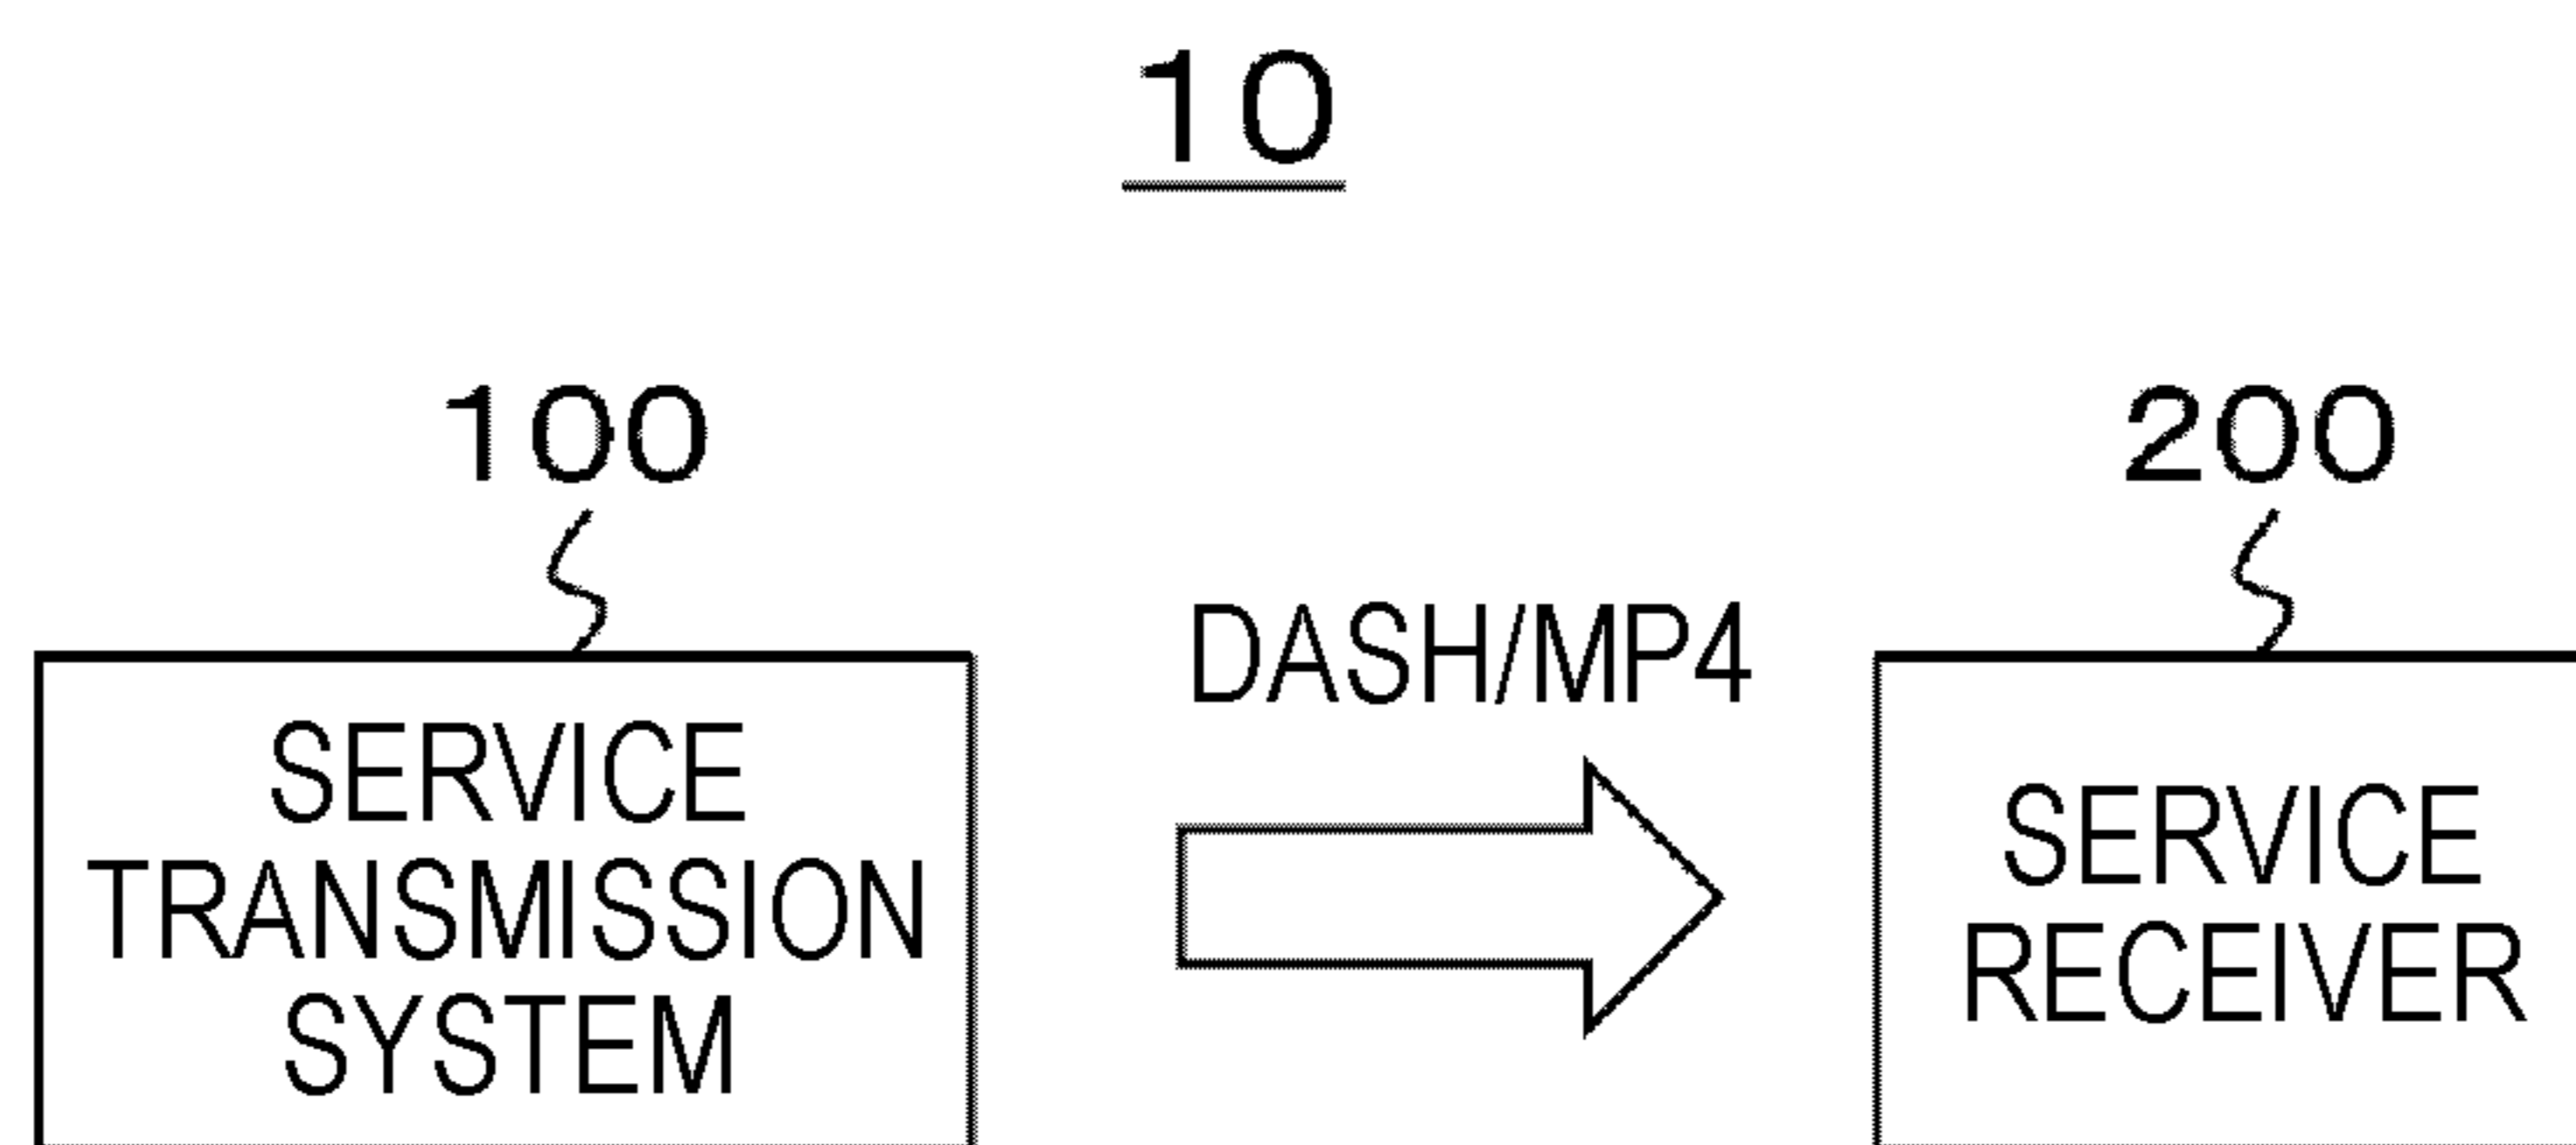 10
100
200
DASH/MP4
SERVICE
TRANSMISSION
SYSTEM
SERVICE
RECEIVER